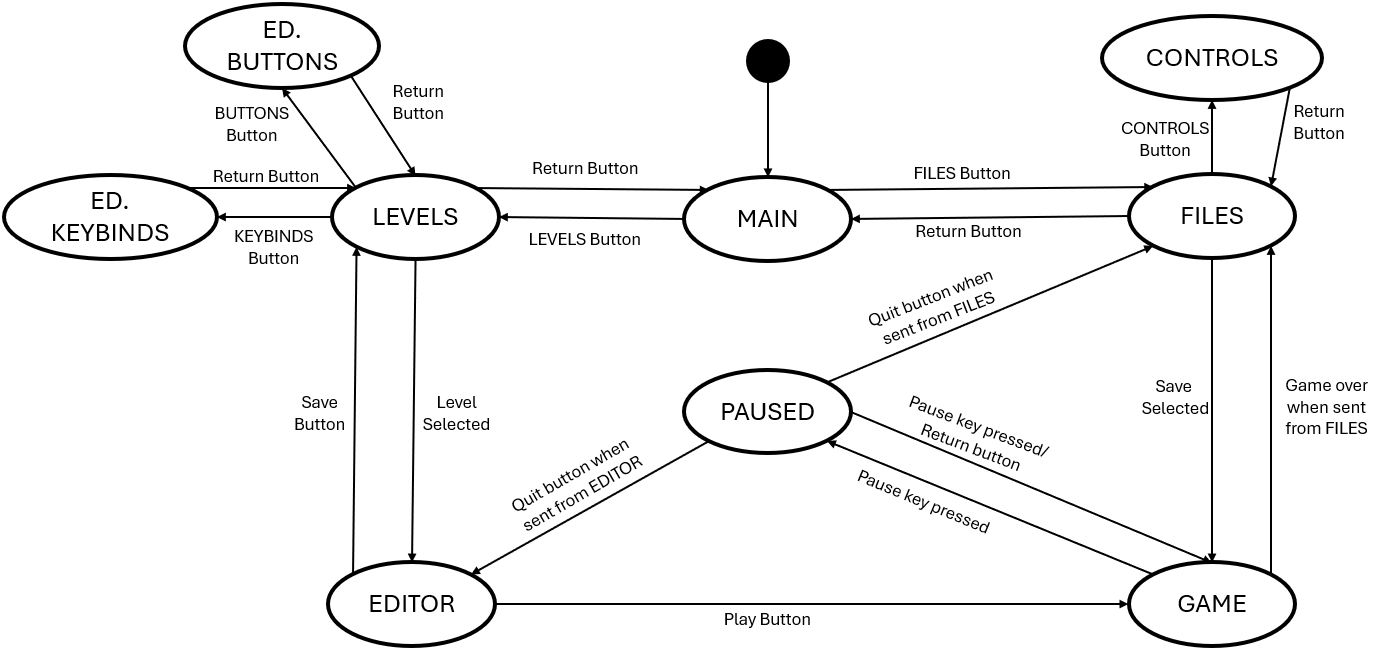 ED.
BUTTONS
CONTROLS
Return
Button
BUTTONS
Button
Return
Button
CONTROLS
Button
Return Button
Return Button
FILES Button
ED.
KEYBINDS
LEVELS
MAIN
FILES
KEYBINDS
Button
LEVELS Button
Return Button
Quit button when
sent from FILES
Save
Button
Level
Selected
PAUSED
Pause key pressed/
Return button
Save
Selected
Game over
when sent
from FILES
Quit button when
sent from EDITOR
Pause key pressed
EDITOR
Play Button
GAME